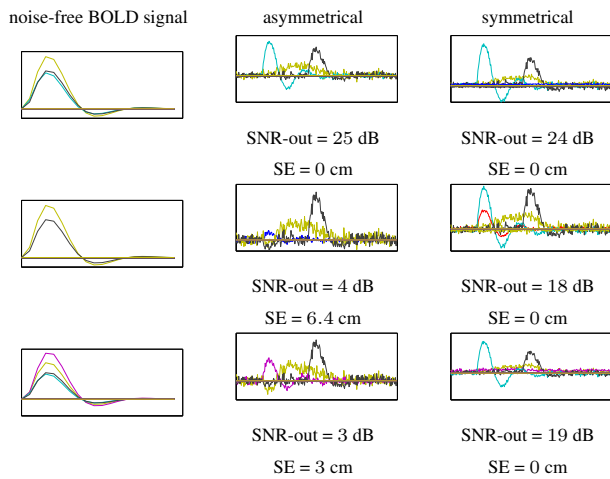 noise-free BOLD signal asymmetrical symmetrical
SNR-out = 25 dB SNR-out = 24 dB
SE = 0 cm SE = 0 cm
SNR-out = 4 dB SNR-out = 18 dB
SE = 6.4 cm SE = 0 cm
SNR-out = 3 dB SNR-out = 19 dB
SE = 3 cm SE = 0 cm